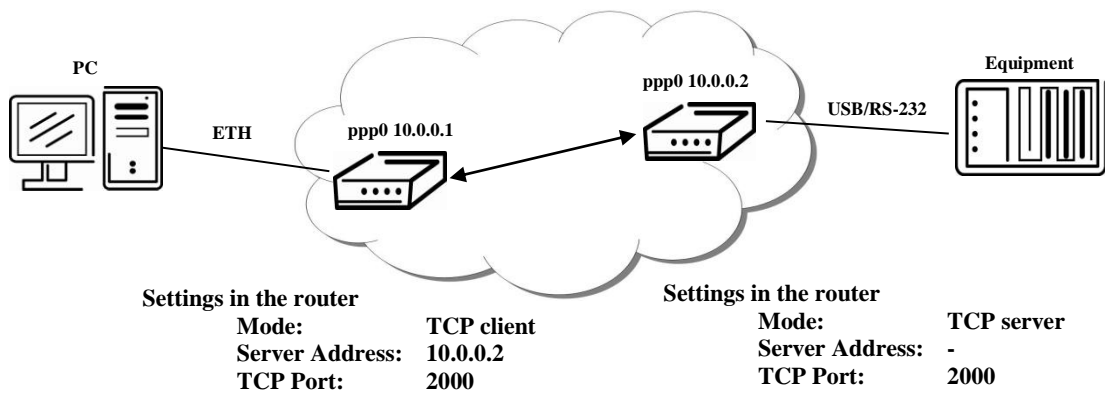 PC
ETH
ppp0 10.0.0.1
ppp0 10.0.0.2
USB/RS-232
Equipment
Settings in the router
Mode: TCP client
Server Address: 10.0.0.2
TCP Port: 2000
Settings in the router
Mode: TCP server
Server Address: -
TCP Port: 2000